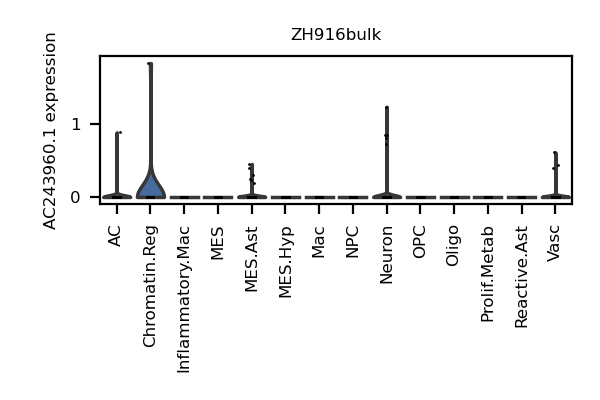 ZH916bulk
AC243960.1 expression
1
0
AC
Chromatin.Reg
Inflammatory.Mac
MES
MES.Ast
MES.Hyp
Mac
NPC
Neuron
OPC
Oligo
Prolif.Metab
Reactive.Ast
Vasc